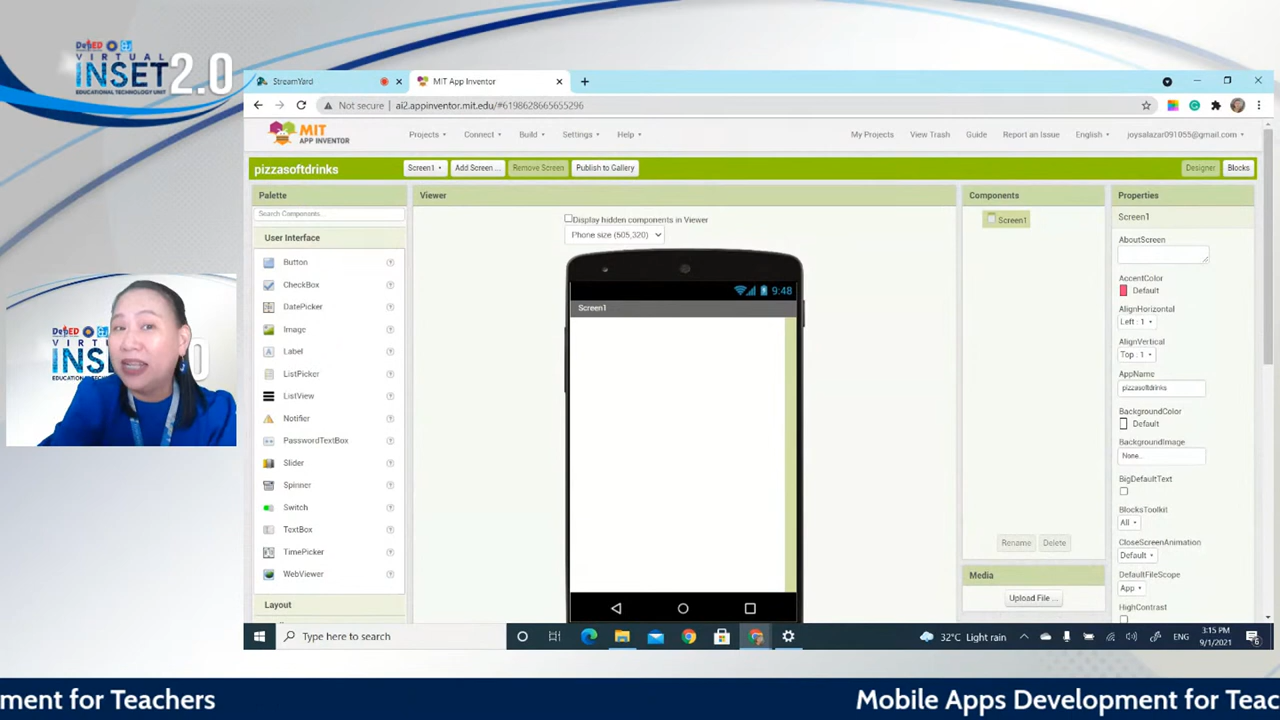 DepED
VIRTUAL
INSET 2.0
EDUCATIONAL TECHNOLOGY UNIT
StreamYard
MIT App Inventor
Not secure
ai2.appinventor.mit.edu/#6198628665655296
MIT
APP INVENTOR
Projects
Connect
Build
Settings
Help
My Projects
View Trash
Guide
Report an Issue
English
joysalazar091055@gmail.com
pizzasoftdrinks
Screen1
Add Screen ...
Remove Screen
Publish to Gallery
Designer
Blocks
Palette
Search Components...
User Interface
Button
CheckBox
DatePicker
Image
Label
ListPicker
ListView
Notifier
PasswordTextBox
Slider
Spinner
Switch
TextBox
TimePicker
WebViewer
Layout
Viewer
Display hidden components in Viewer
Phone size (505,320)
9:48
Screen1
Components
Screen1
Rename
Delete
Media
Upload File ...
Properties
Screen1
AboutScreen
AccentColor
Default
AlignHorizontal
Left : 1
AlignVertical
Top : 1
AppName
pizzasoftdrinks
BackgroundColor
Default
BackgroundImage
None...
BigDefaultText
BlocksToolkit
All
CloseScreenAnimation
Default
DefaultFileScope
App
HighContrast
Type here to search
32°C Light rain
ENG
3:15 PM
9/1/2021
6
ment for Teachers
Mobile Apps Development for Teac